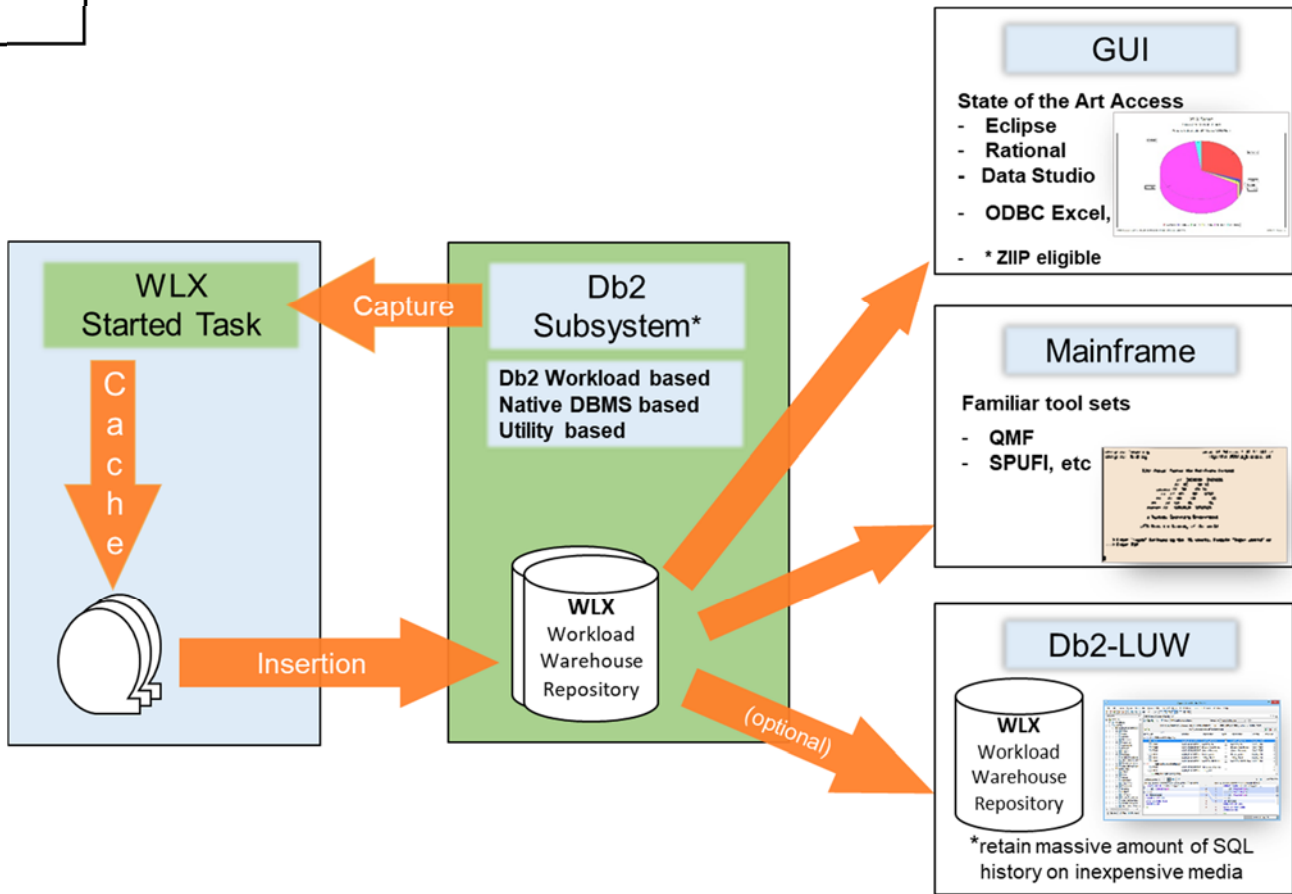 WLX
Started Task
Cache
Capture
Insertion
Db2
Subsystem*
Db2 Workload based
Native DBMS based
Utility based
WLX
Workload
Warehouse
Repository
(optional)
GUI
State of the Art Access
- Eclipse
- Rational
- Data Studio
- ODBC Excel,
- * ZIIP eligible
Mainframe
Familiar tool sets
- QMF
- SPUFI, etc
Db2-LUW
WLX
Workload
Warehouse
Repository
*retain massive amount of SQL
history on inexpensive media